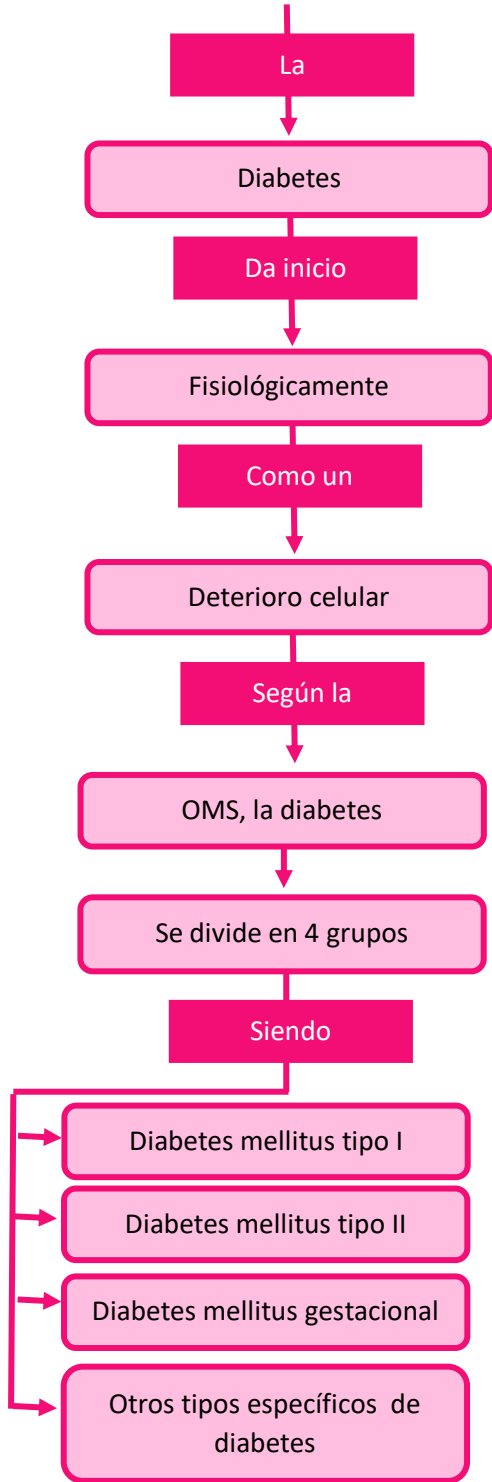 La
Diabetes
Da inicio
Fisiológicamente
Como un
Deterioro celular
Según la
OMS, la diabetes
Se divide en 4 grupos
Siendo
Diabetes mellitus tipo I
Diabetes mellitus tipo II
Diabetes mellitus gestacional
Otros tipos específicos de
diabetes